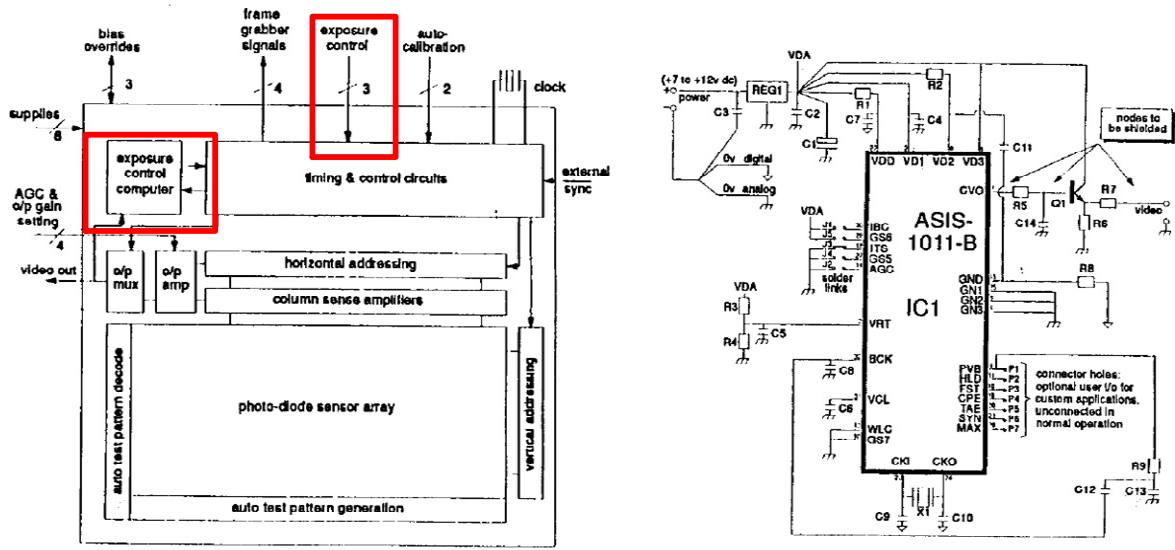 bias
overrides
3
frame
grabber
signals
4
exposure
control
3
auto-
calibration
2
clock
supplies
8
exposure
control
computer
timing & control circuits
external
sync
AGC &
o/p gain
setting
4
video out
o/p
mux
o/p
amp
horizontal addressing
column sense amplifiers
auto test pattern decode
photo-diode sensor array
vertical addressing
auto test pattern generation
(+7 to +12v dc)
power
REG1
VDA
C3
C2
C1
R1
C7
R2
C4
0v digital
0v analog
VDD
VD1
VD2
VD3
C11
nodes to
be shielded
CVO
R5
C14
Q1
R7
R6
video
ASIS-
1011-B
IC1
VDA
IBC
GS6
ITG
GS5
AGC
solder
links
GND
GN1
GN2
GN3
R8
VDA
R3
R4
C5
VRT
BCK
C8
VCL
C6
WLC
GS7
PVB
HLD
FST
CPE
TAE
SYN
MAX
P1
P2
P3
P4
P5
P6
P7
connector holes:
optional user i/o for
custom applications.
unconnected in
normal operation
CKI
CKO
X1
C9
C10
C12
R9
C13